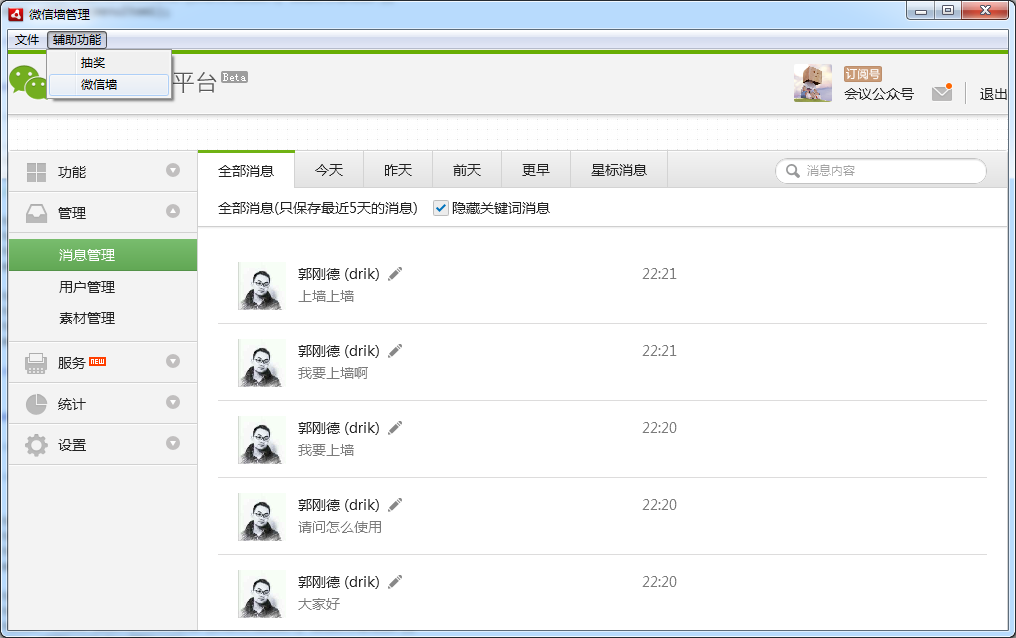 微信墙管理
文件 辅助功能
抽奖
微信墙
平台 Beta
订阅号
会议公众号
退出
功能
管理
消息管理
用户管理
素材管理
服务 NEW
统计
设置
全部消息 今天 昨天 前天 更早 星标消息
消息内容
全部消息(只保存最近5天的消息) 隐藏关键词消息
郭刚德 (drik) 22:21
上墙上墙
郭刚德 (drik) 22:21
我要上墙啊
郭刚德 (drik) 22:20
我要上墙
郭刚德 (drik) 22:20
请问怎么使用
郭刚德 (drik) 22:20
大家好